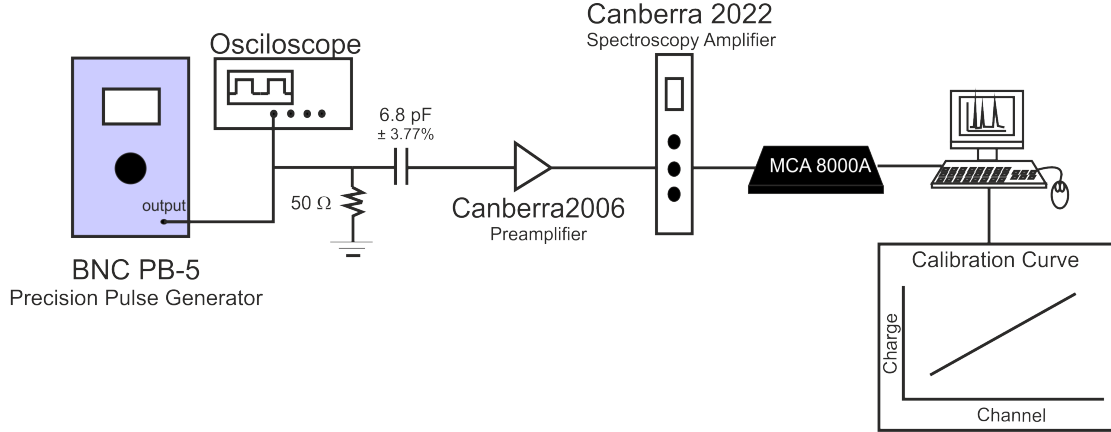 Canberra 2022
Spectroscopy Amplifier
Osciloscope
6.8 pF
± 3.77%
output
50 Ω
MCA 8000A
Canberra2006
Preamplifier
BNC PB-5
Precision Pulse Generator
Calibration Curve
Charge
Channel